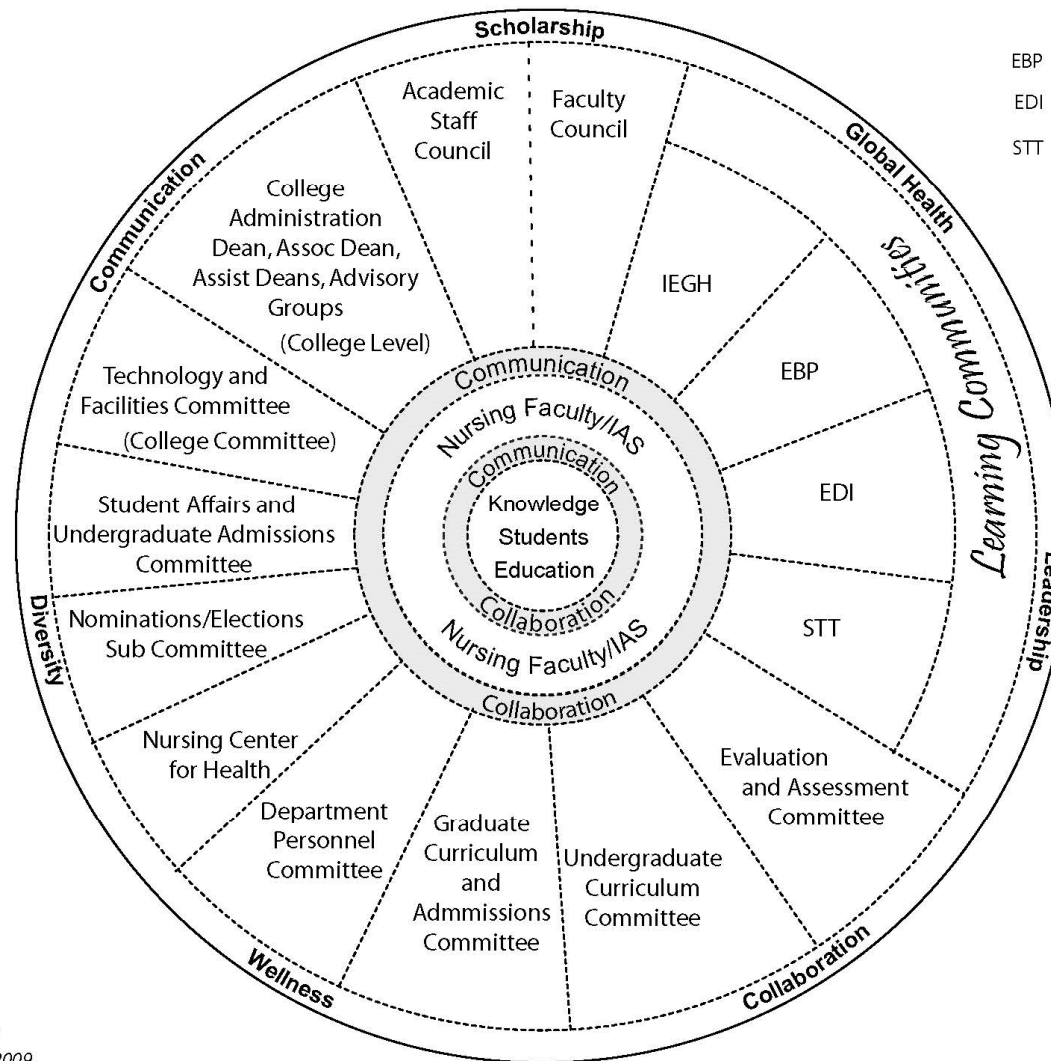 Scholarship
EBP
EDI
STT
Global Health
Leadership
Collaboration
Wellness
Diversity
Communication
Academic
Staff
Council
Faculty
Council
College
Administration
Dean, Assoc Dean,
Assist Deans, Advisory
Groups
(College Level)
IEGH
EBP
EDI
STT
Learning Communities
Technology and
Facilities Committee
(College Committee)
Student Affairs and
Undergraduate Admissions
Committee
Nominations/Elections
Sub Committee
Nursing Center
for Health
Department
Personnel
Committee
Graduate
Curriculum
and
Admmissions
Committee
Undergraduate
Curriculum
Committee
Evaluation
and Assessment
Committee
Communication
Nursing Faculty/IAS
Communication
Knowledge
Students
Education
Collaboration
Nursing Faculty/IAS
Collaboration
2009